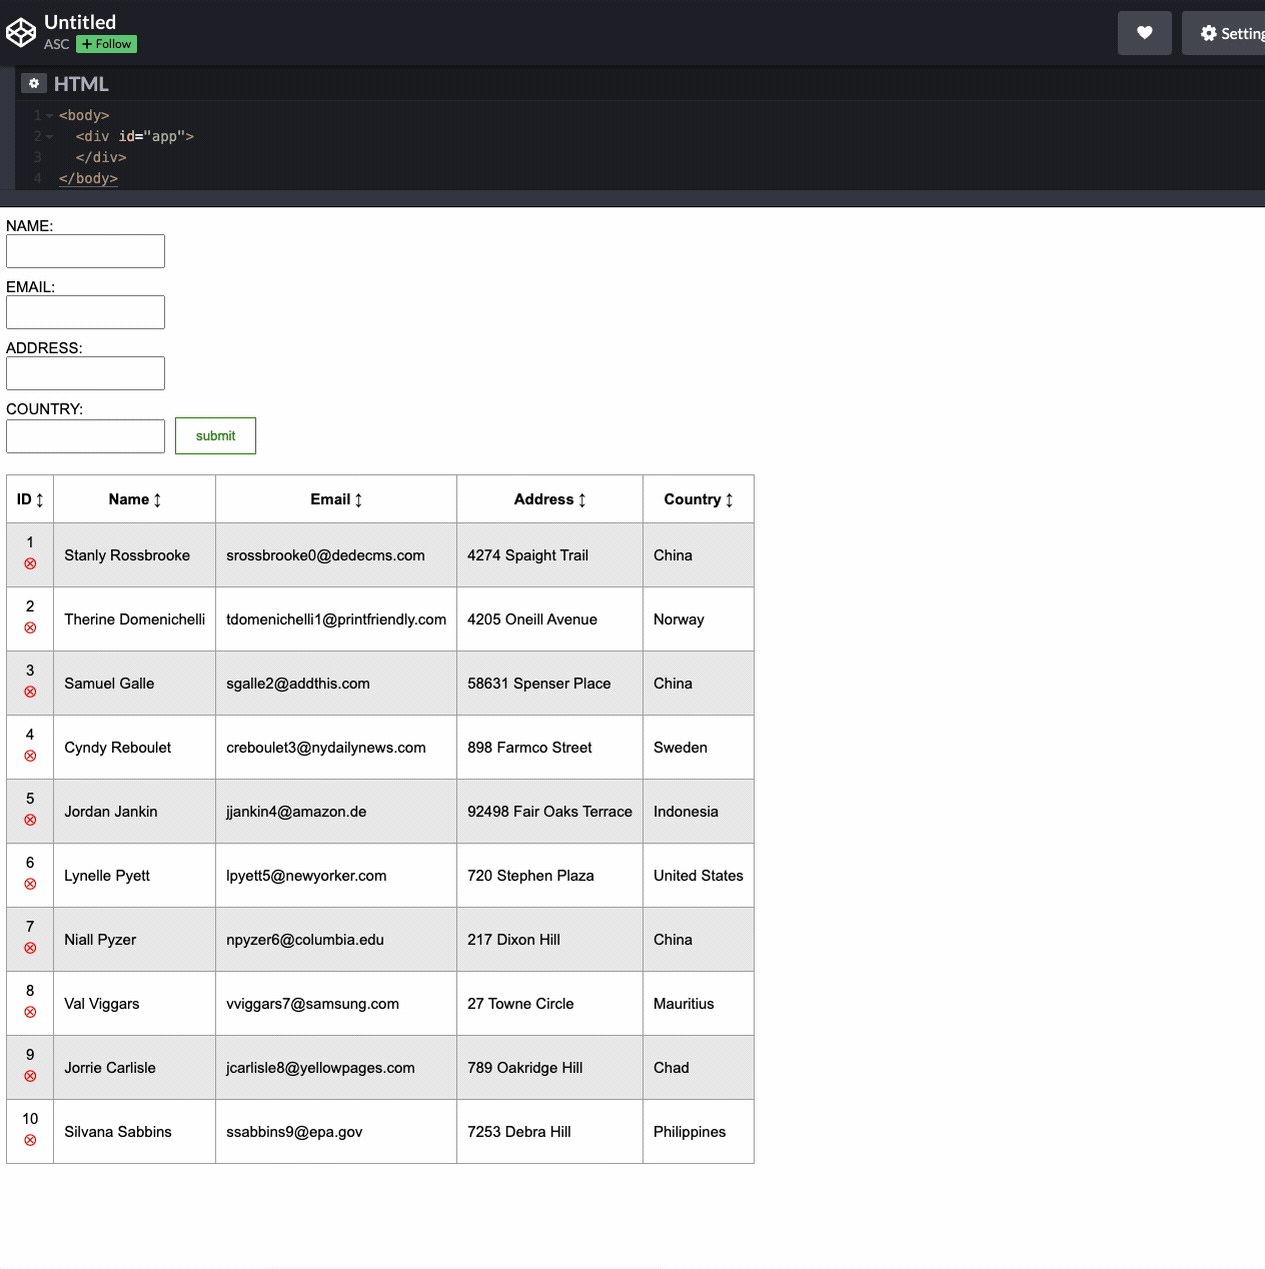 Untitled
ASC + Follow
Setting
HTML
1 <body>
2 <div id="app">
3 </div>
4 </body>
NAME:
EMAIL:
ADDRESS:
COUNTRY:
submit
ID ↕ Name ↕ Email ↕ Address ↕ Country ↕
1 Stanly Rossbrooke srossbrooke0@dedecms.com 4274 Spaight Trail China
2 Therine Domenichelli tdomenichelli1@printfriendly.com 4205 Oneill Avenue Norway
3 Samuel Galle sgalle2@addthis.com 58631 Spenser Place China
4 Cyndy Reboulet creboulet3@nydailynews.com 898 Farmco Street Sweden
5 Jordan Jankin jjankin4@amazon.de 92498 Fair Oaks Terrace Indonesia
6 Lynelle Pyett lpyett5@newyorker.com 720 Stephen Plaza United States
7 Niall Pyzer npyzer6@columbia.edu 217 Dixon Hill China
8 Val Viggars vviggars7@samsung.com 27 Towne Circle Mauritius
9 Jorrie Carlisle jcarlisle8@yellowpages.com 789 Oakridge Hill Chad
10 Silvana Sabbins ssabbins9@epa.gov 7253 Debra Hill Philippines